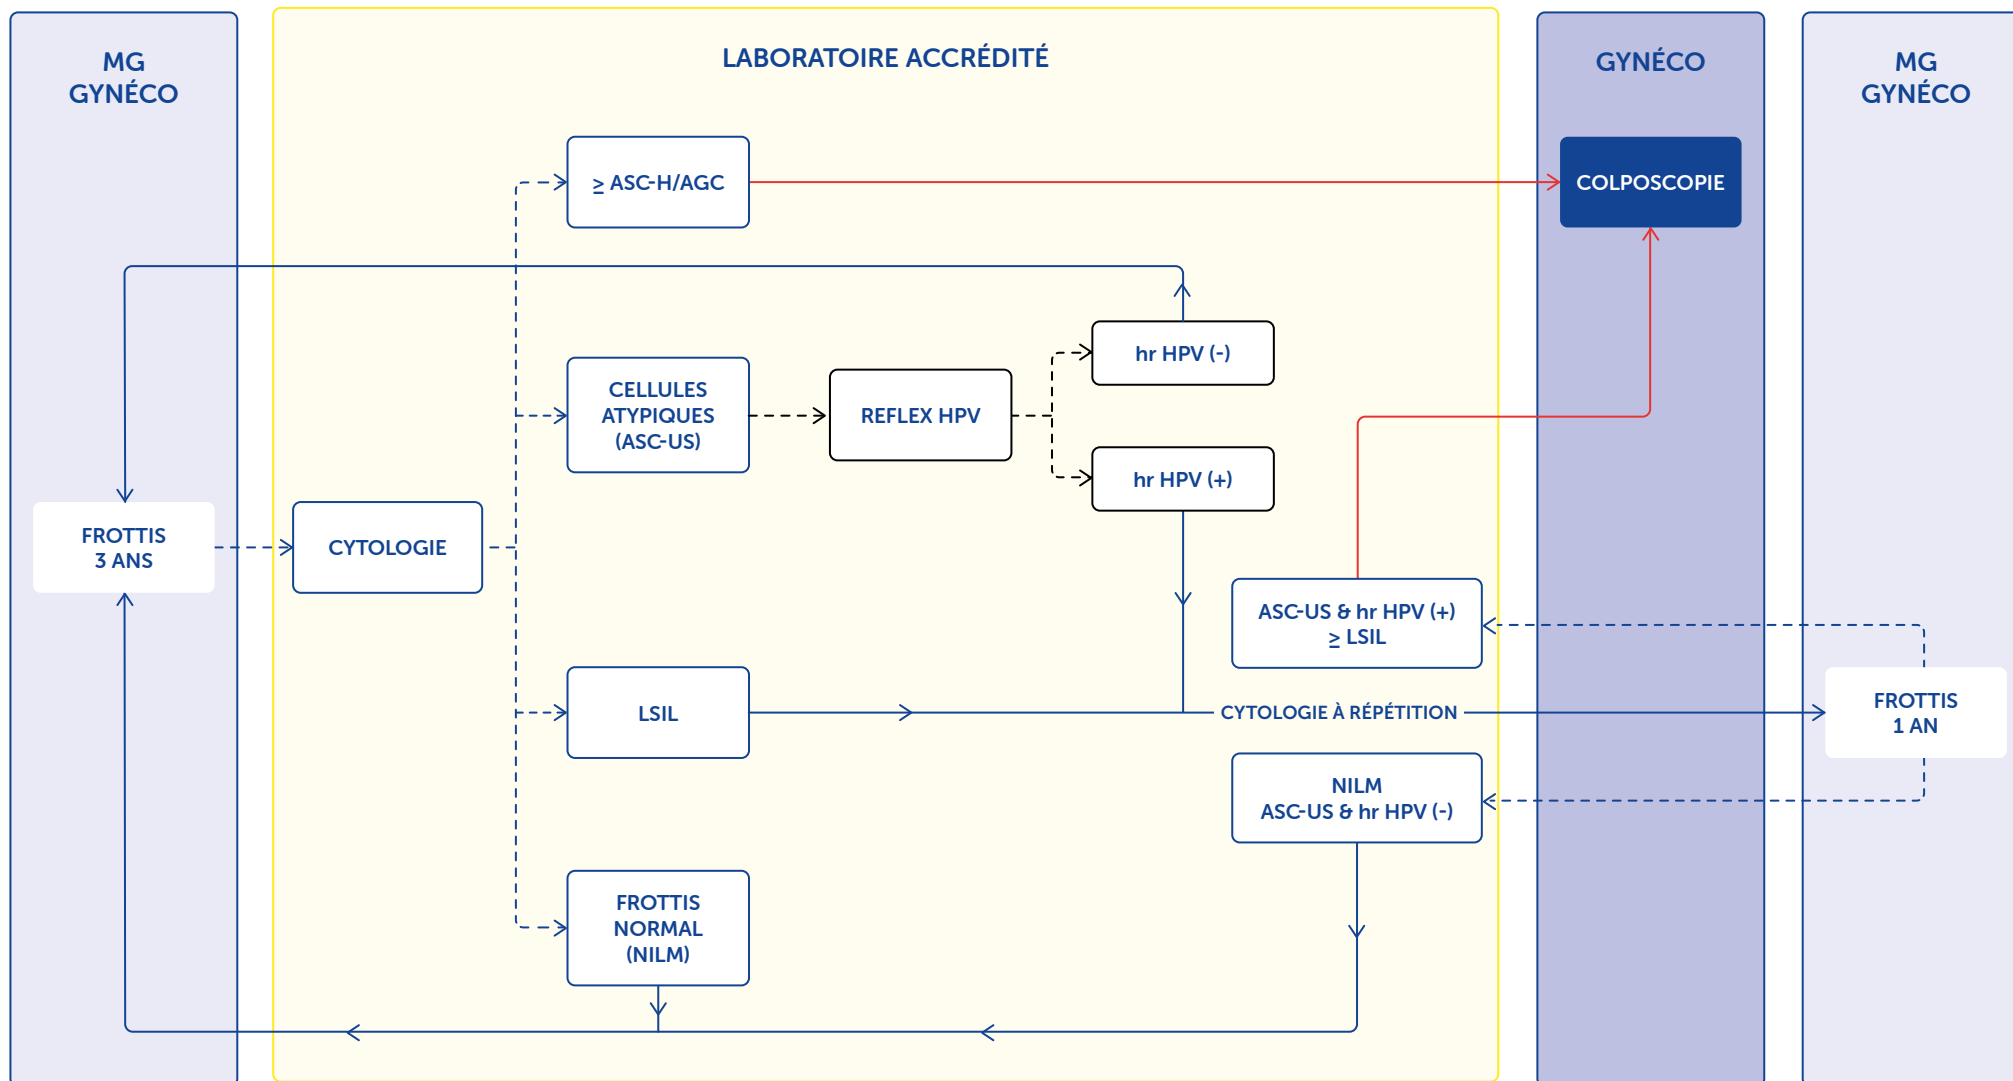 MG
GYNÉCO
LABORATOIRE ACCRÉDITÉ
GYNÉCO
MG
GYNÉCO
≥ ASC-H/AGC
COLPOSCOPIE
hr HPV (-)
CELLULES
ATYPIQUES
(ASC-US)
REFLEX HPV
hr HPV (+)
FROTTIS
3 ANS
CYTOLOGIE
ASC-US & hr HPV (+)
≥ LSIL
LSIL
CYTOLOGIE À RÉPÉTITION
FROTTIS
1 AN
NILM
ASC-US & hr HPV (-)
FROTTIS
NORMAL
(NILM)